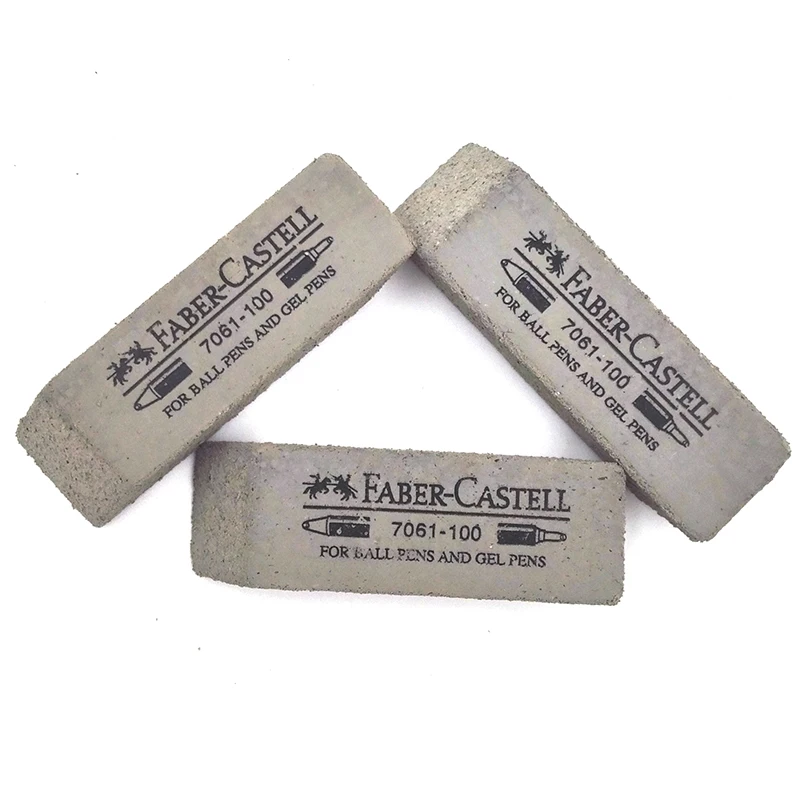 FABER-CASTELL
7061-100
FOR BALL PENS AND GEL PENS
FABER-CASTELL
7061-100
FOR BALL PENS AND GEL PENS
FABER-CASTELL
7061-100
FOR BALL PENS AND GEL PENS